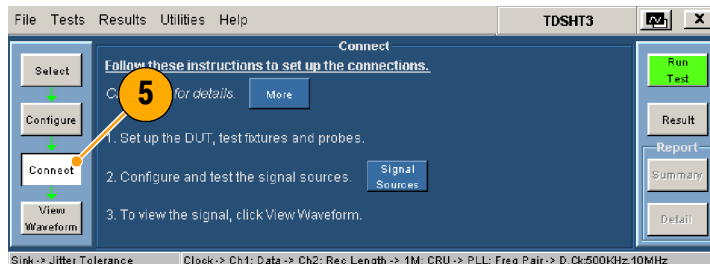 File Tests Results Utilities Help TDSHT3 X
Connect
Follow these instructions to set up the connections.
Select
Run Test
for details. More
5
Configure
Result
1. Set up the DUT, test fixtures and probes.
Report
Connect
2. Configure and test the signal sources. Signal Sources
Summary
View Waveform
3. To view the signal, click View Waveform.
Detail
Sink -> Jitter Tolerance Clock -> Ch1: Data -> Ch2: Rec Length -> 1M: CRU -> PLL: Freq Pair -> D.Ck:500KHz,10MHz